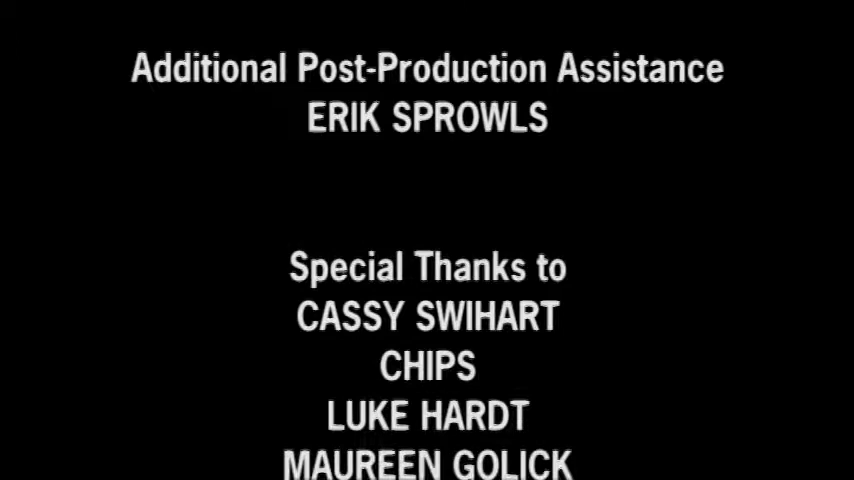 Additional Post-Production Assistance
ERIK SPROWLS
Special Thanks to
CASSY SWIHART
CHIPS
LUKE HARDT
MAUREEN GOLICK